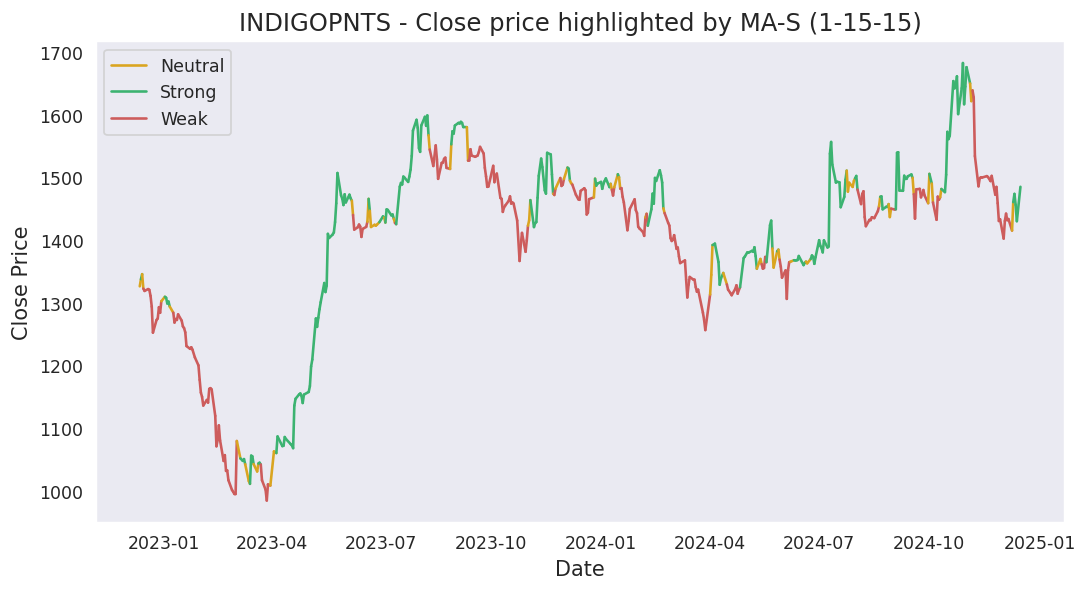 INDIGOPNTS - Close price highlighted by MA-S (1-15-15)
Neutral
Strong
Weak
1700
1600
1500
1400
1300
1200
1100
1000
Close Price
2023-01 2023-04 2023-07 2023-10 2024-01 2024-04 2024-07 2024-10 2025-01
Date